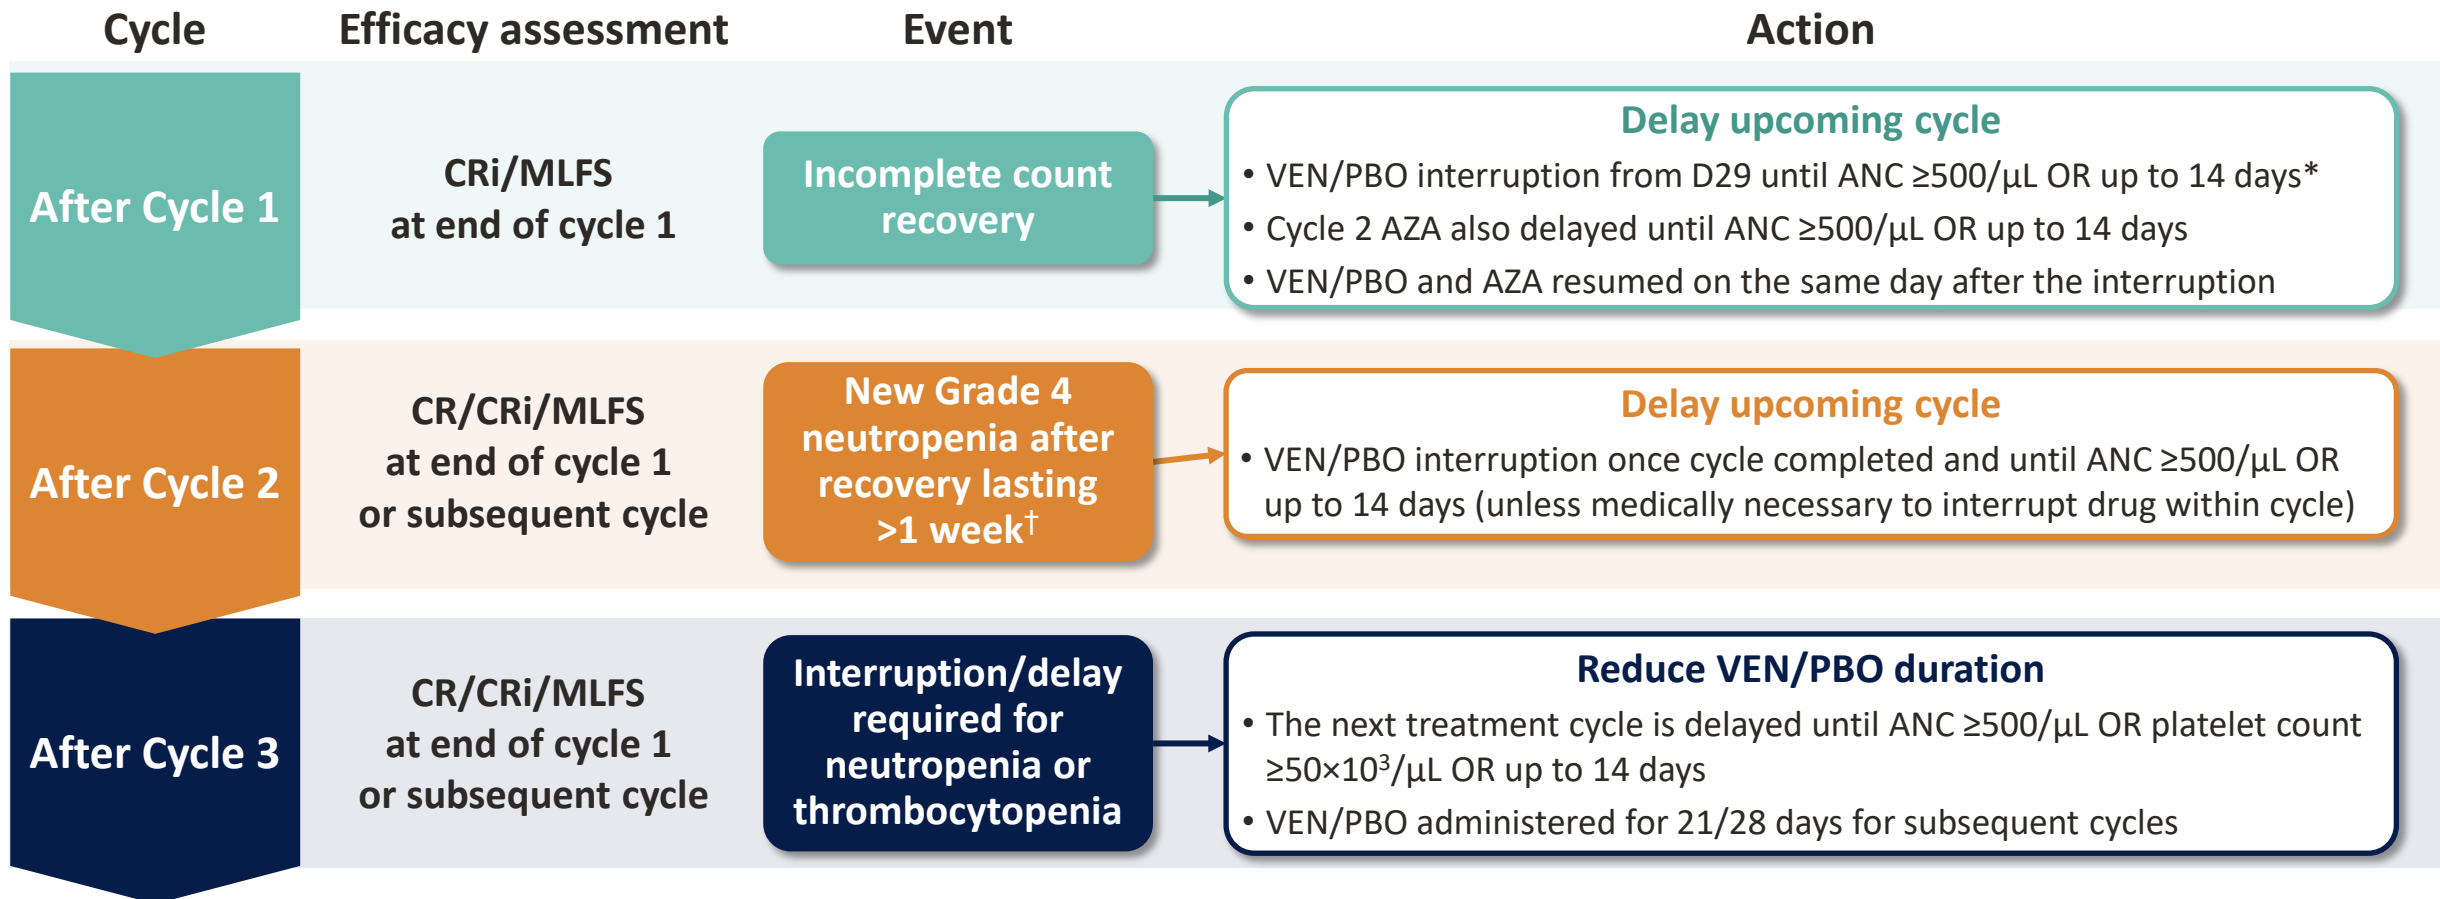 Cycle
Efficacy assessment
Event
Action
After Cycle 1
CRi/MLFS
at end of cycle 1
Incomplete count
recovery
Delay upcoming cycle
• VEN/PBO interruption from D29 until ANC ≥500/µL OR up to 14 days*
• Cycle 2 AZA also delayed until ANC ≥500/µL OR up to 14 days
• VEN/PBO and AZA resumed on the same day after the interruption
After Cycle 2
CR/CRi/MLFS
at end of cycle 1
or subsequent cycle
New Grade 4
neutropenia after
recovery lasting
>1 week†
Delay upcoming cycle
• VEN/PBO interruption once cycle completed and until ANC ≥500/µL OR
up to 14 days (unless medically necessary to interrupt drug within cycle)
After Cycle 3
CR/CRi/MLFS
at end of cycle 1
or subsequent cycle
Interruption/delay
required for
neutropenia or
thrombocytopenia
Reduce VEN/PBO duration
• The next treatment cycle is delayed until ANC ≥500/µL OR platelet count
≥50×10³/µL OR up to 14 days
• VEN/PBO administered for 21/28 days for subsequent cycles